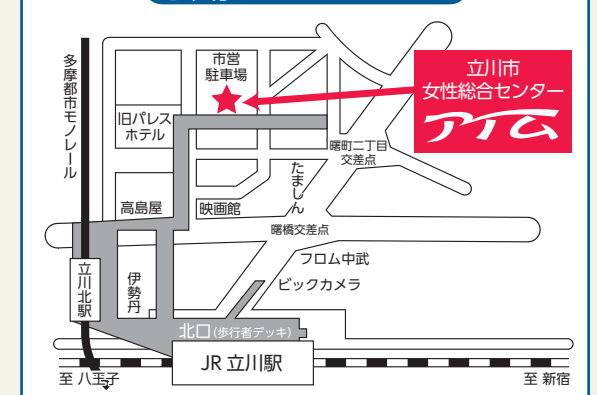 市営
駐車場
立川市
女性総合センター
アイム
多摩都市モノレール
旧パレス
ホテル
曙町二丁目
交差点
たましん
高島屋
映画館
曙橋交差点
フロム中武
ビックカメラ
立川北駅
伊勢丹
北口(歩行者デッキ)
JR 立川駅
至 八王子
至 新宿